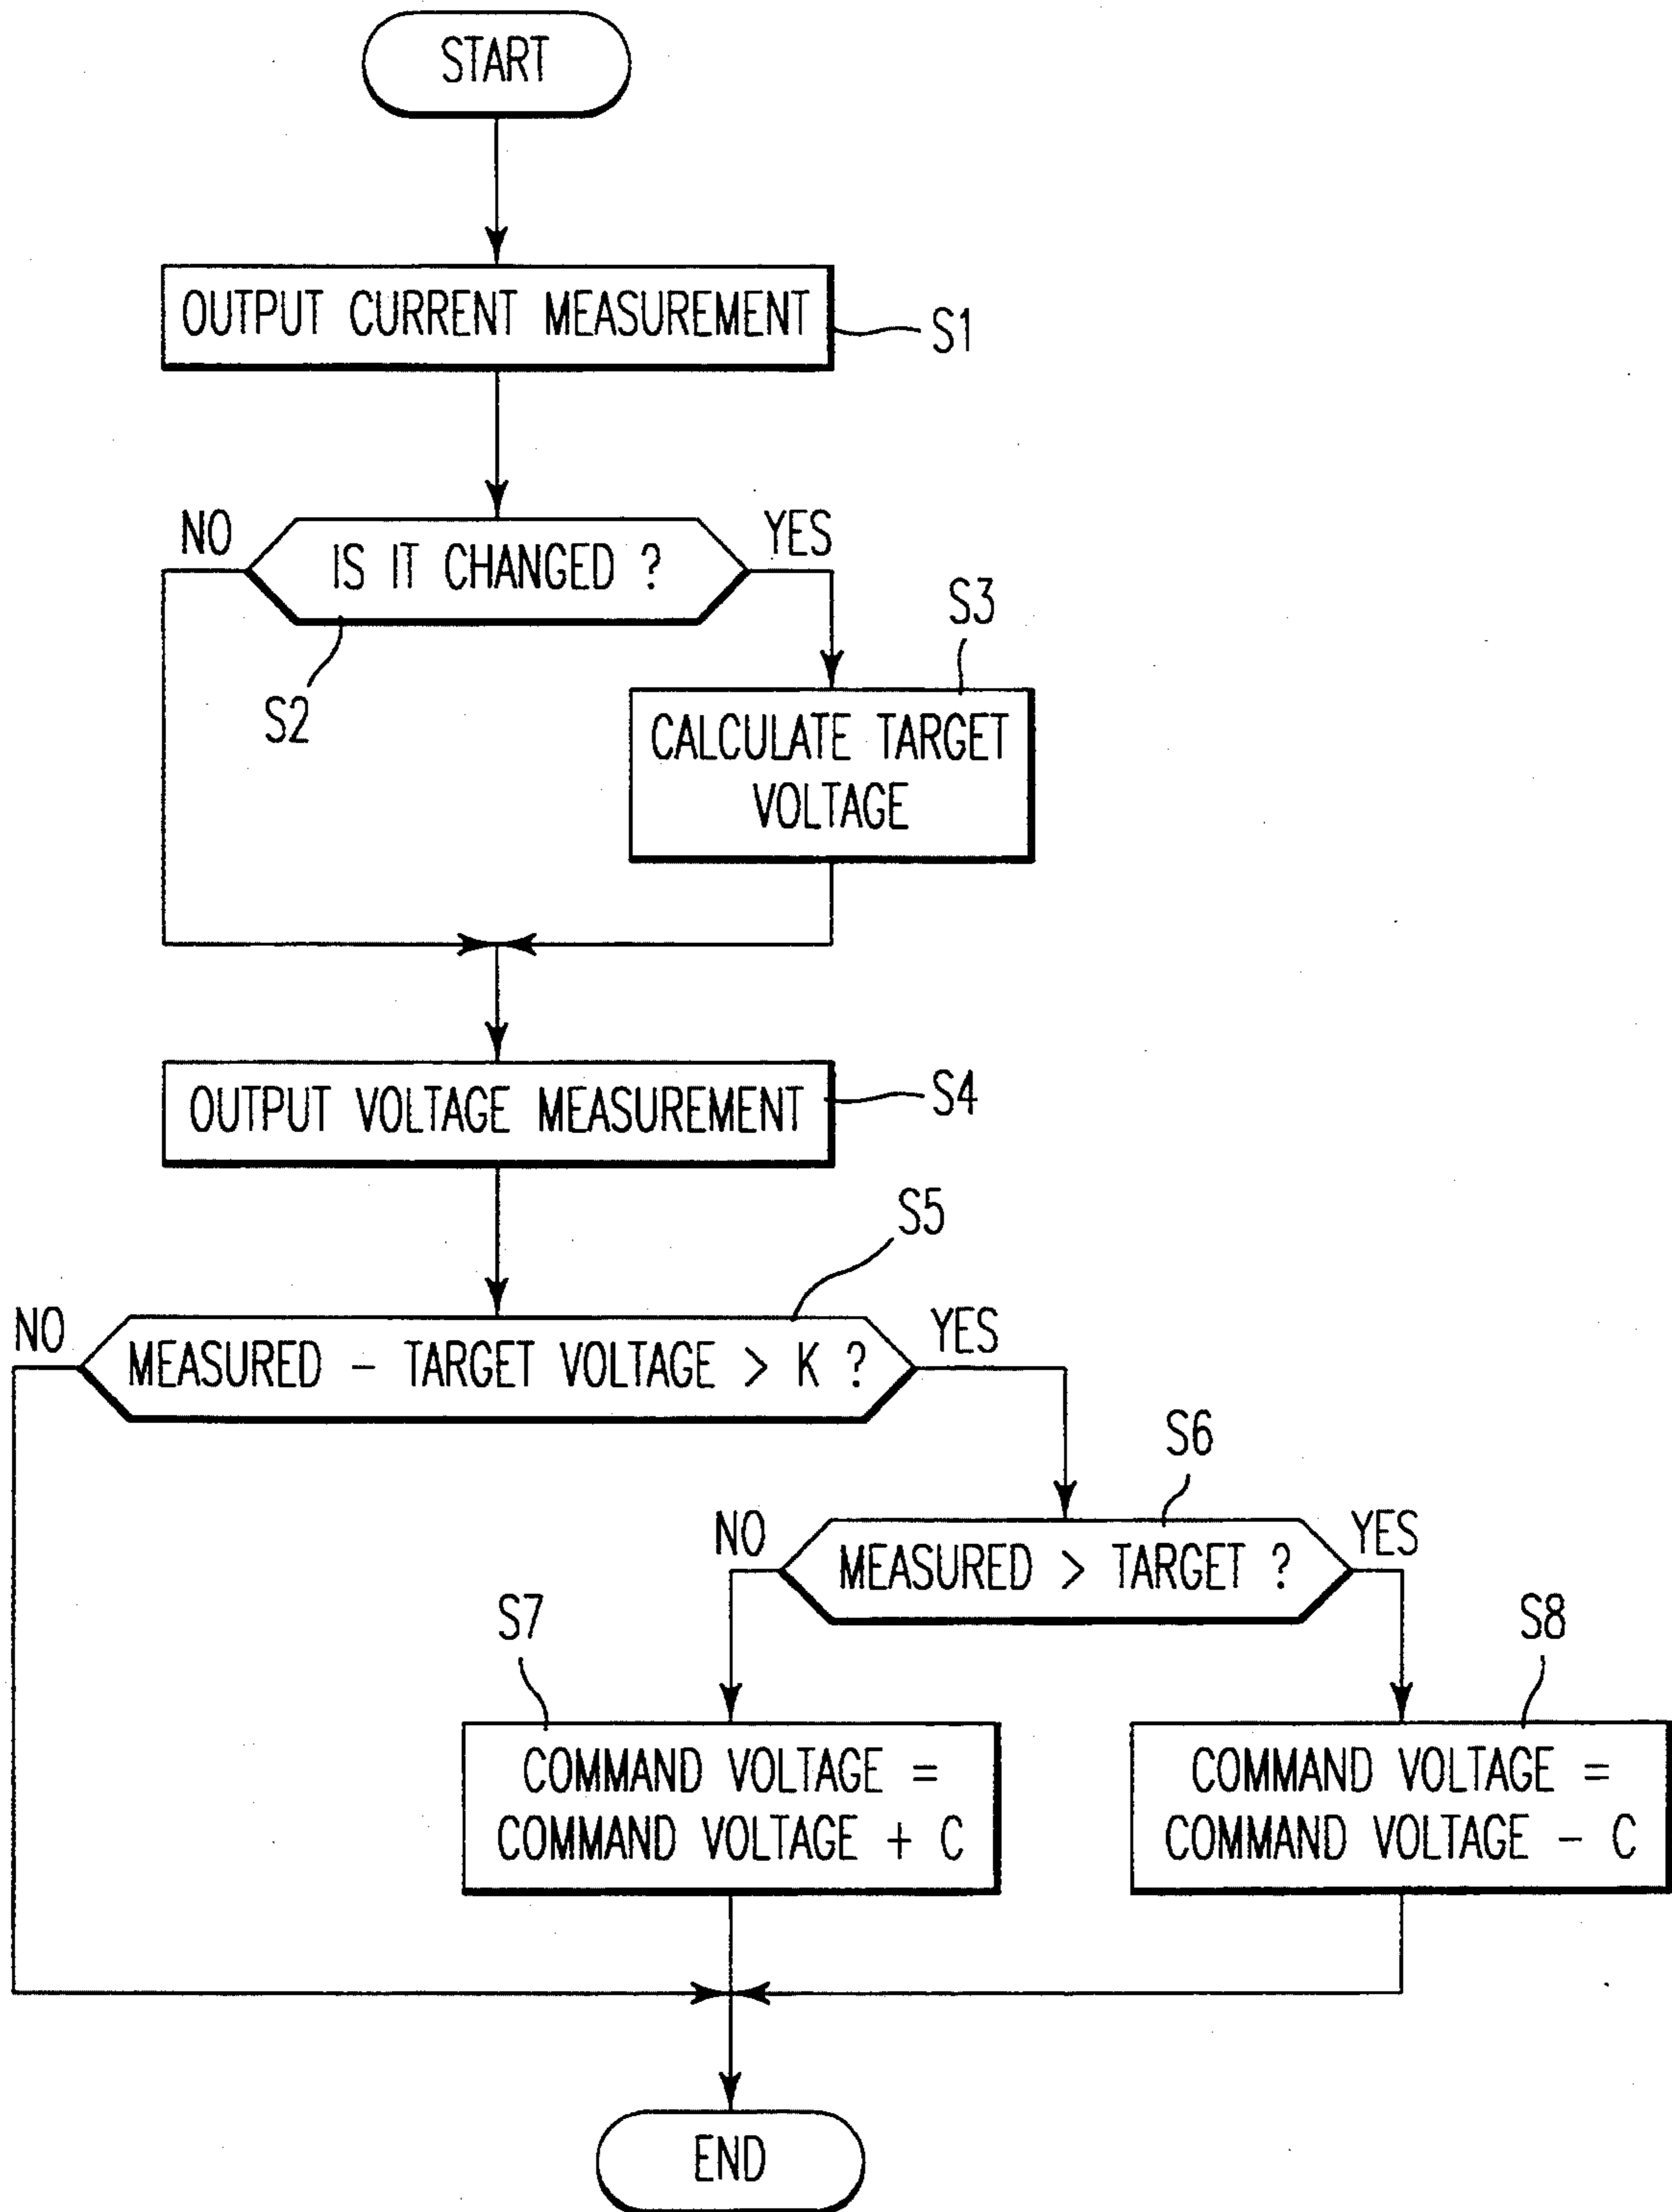 START
OUTPUT CURRENT MEASUREMENT
S1
NO
IS IT CHANGED ?
YES
S2
S3
CALCULATE TARGET
VOLTAGE
OUTPUT VOLTAGE MEASUREMENT
S4
S5
NO
MEASURED – TARGET VOLTAGE > K ?
YES
S6
NO
MEASURED > TARGET ?
YES
S7
COMMAND VOLTAGE =
COMMAND VOLTAGE + C
S8
COMMAND VOLTAGE =
COMMAND VOLTAGE – C
END